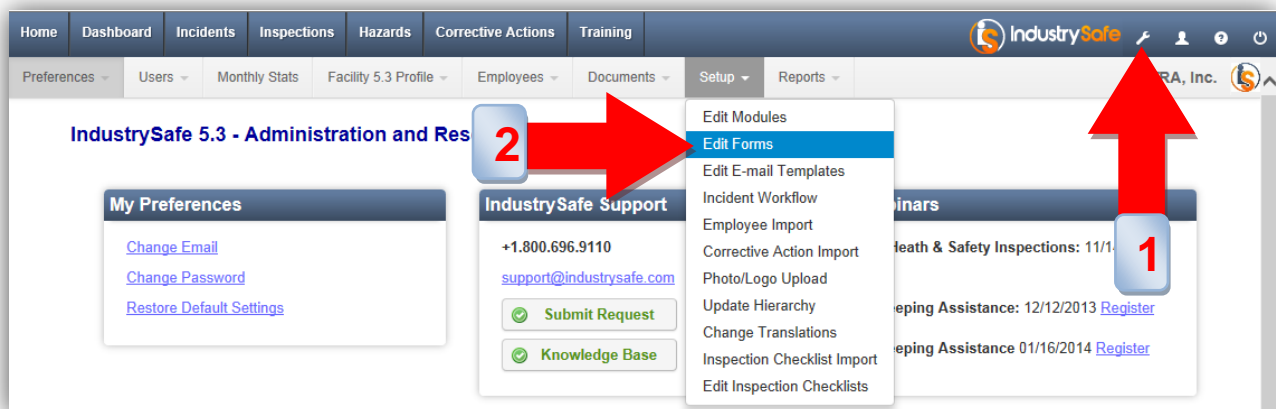 Home Dashboard Incidents Inspections Hazards Corrective Actions Training IndustrySafe
Preferences Users Monthly Stats Facility 5.3 Profile Employees Documents Setup Reports RA, Inc.
IndustrySafe 5.3 - Administration and Res
2
1
Edit Modules
Edit Forms
Edit E-mail Templates
Incident Workflow
Employee Import
Corrective Action Import
Photo/Logo Upload
Update Hierarchy
Change Translations
Inspection Checklist Import
Edit Inspection Checklists
My Preferences
Change Email
Change Password
Restore Default Settings
IndustrySafe Support
+1.800.696.9110
support@industrysafe.com
Submit Request
Knowledge Base
inars
Heath & Safety Inspections: 11/1
eping Assistance: 12/12/2013 Register
eping Assistance 01/16/2014 Register